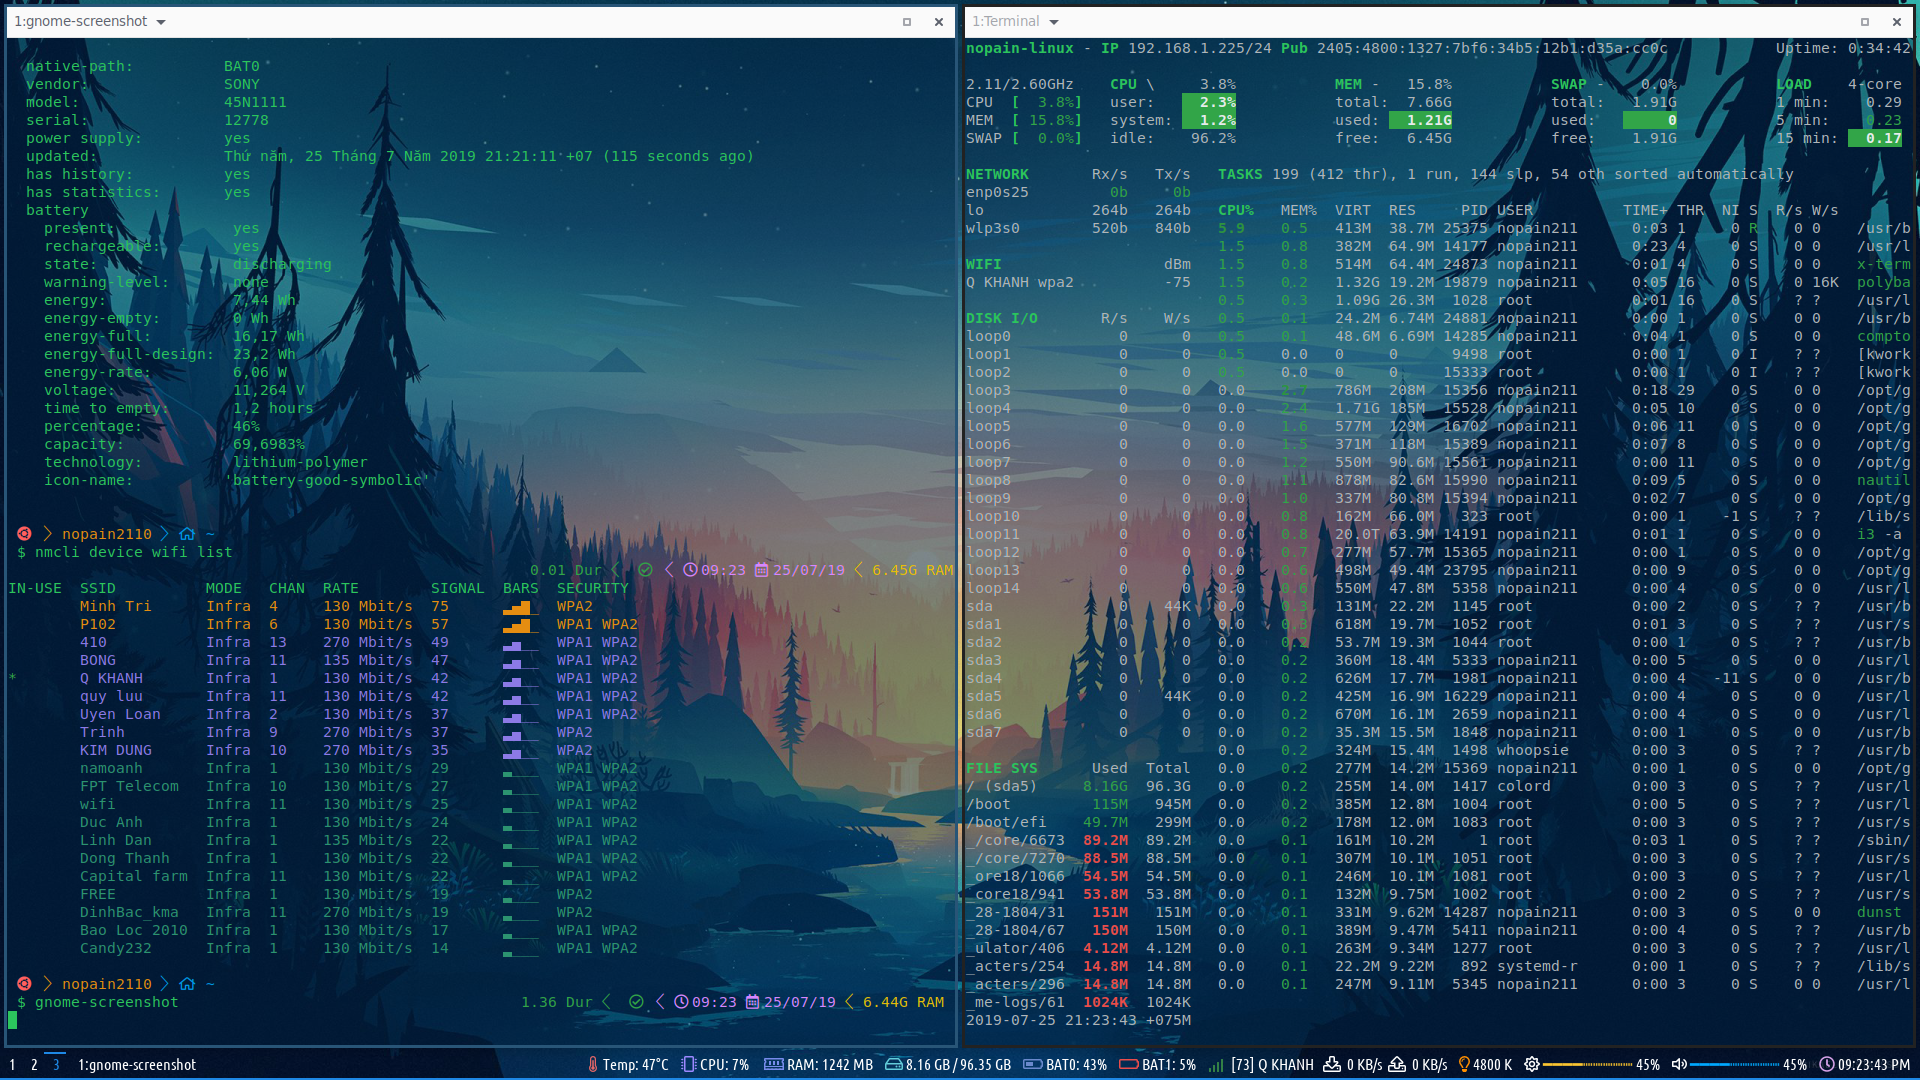 1:gnome-screenshot
native-path: BAT0
vendor: SONY
model: 45N1111
serial: 12778
power supply: yes
updated: Thứ năm, 25 Tháng 7 Năm 2019 21:21:11 +07 (115 seconds ago)
has history: yes
has statistics: yes
battery
present: yes
rechargeable: yes
state: discharging
warning-level: none
energy: 7,44 Wh
energy-empty: 0 Wh
energy-full: 16,17 Wh
energy-full-design: 23,2 Wh
energy-rate: 6,06 W
voltage: 11,264 V
time to empty: 1,2 hours
percentage: 46%
capacity: 69,6983%
technology: lithium-polymer
icon-name: 'battery-good-symbolic'
nopain2110 ~
$ nmcli device wifi list
0.01 Dur 09:23 25/07/19 6.45G RAM
IN-USE SSID MODE CHAN RATE SIGNAL BARS SECURITY
Minh Tri Infra 4 130 Mbit/s 75 WPA2
P102 Infra 6 130 Mbit/s 57 WPA1 WPA2
410 Infra 13 270 Mbit/s 49 WPA1 WPA2
BONG Infra 11 135 Mbit/s 47 WPA1 WPA2
* Q KHANH Infra 1 130 Mbit/s 42 WPA1 WPA2
quy luu Infra 11 130 Mbit/s 42 WPA1 WPA2
Uyen Loan Infra 2 130 Mbit/s 37 WPA1 WPA2
Trinh Infra 9 270 Mbit/s 37 WPA2
KIM DUNG Infra 10 270 Mbit/s 35 WPA2
namoanh Infra 1 130 Mbit/s 29 WPA1 WPA2
FPT Telecom Infra 10 130 Mbit/s 27 WPA1 WPA2
wifi Infra 11 130 Mbit/s 25 WPA1 WPA2
Duc Anh Infra 1 130 Mbit/s 24 WPA1 WPA2
Linh Dan Infra 1 135 Mbit/s 22 WPA1 WPA2
Dong Thanh Infra 1 130 Mbit/s 22 WPA1 WPA2
Capital farm Infra 11 130 Mbit/s 22 WPA1 WPA2
FREE Infra 1 130 Mbit/s 19 WPA2
DinhBac_kma Infra 11 270 Mbit/s 19 WPA2
Bao Loc 2010 Infra 1 130 Mbit/s 17 WPA1 WPA2
Candy232 Infra 1 130 Mbit/s 14 WPA1 WPA2
nopain2110 ~
$ gnome-screenshot 1.36 Dur 09:23 25/07/19 6.44G RAM
1:Terminal
nopain-linux - IP 192.168.1.225/24 Pub 2405:4800:1327:7bf6:34b5:12b1:d35a:cc0c Uptime: 0:34:42
2.11/2.60GHz CPU \ 3.8% MEM - 15.8% SWAP - 0.0% LOAD 4-core
CPU [ 3.8%] user: 2.3% total: 7.66G total: 1.91G 1 min: 0.29
MEM [ 15.8%] system: 1.2% used: 1.21G used: 0 5 min: 0.23
SWAP [ 0.0%] idle: 96.2% free: 6.45G free: 1.91G 15 min: 0.17
NETWORK Rx/s Tx/s TASKS 199 (412 thr), 1 run, 144 slp, 54 oth sorted automatically
enp0s25 0b 0b
lo 264b 264b CPU% MEM% VIRT RES PID USER TIME+ THR NI S R/s W/s
wlp3s0 520b 840b 5.9 0.5 413M 38.7M 25375 nopain211 0:03 1 0 R 0 0 /usr/b
1.5 0.8 382M 64.9M 14177 nopain211 0:23 4 0 S 0 0 /usr/l
WIFI dBm 1.5 0.8 514M 64.4M 24873 nopain211 0:01 4 0 S 0 0 x-term
Q KHANH wpa2 -75 1.5 0.2 1.32G 19.2M 19879 nopain211 0:05 16 0 S 0 16K polyba
0.5 0.3 1.09G 26.3M 1028 root 0:01 16 0 S ? ? /usr/l
DISK I/O R/s W/s 0.5 0.1 24.2M 6.74M 24881 nopain211 0:00 1 0 S 0 0 /usr/b
loop0 0 0 0.5 0.1 48.6M 6.69M 14285 nopain211 0:04 1 0 S 0 0 compto
loop1 0 0 0.5 0.0 0 0 9498 root 0:00 1 0 I ? ? [kwork
loop2 0 0 0.5 0.0 0 0 15333 root 0:00 1 0 I ? ? [kwork
loop3 0 0 0.0 2.7 786M 208M 15356 nopain211 0:18 29 0 S 0 0 /opt/g
loop4 0 0 0.0 2.4 1.71G 185M 15528 nopain211 0:05 10 0 S 0 0 /opt/g
loop5 0 0 0.0 1.6 577M 129M 16702 nopain211 0:06 11 0 S 0 0 /opt/g
loop6 0 0 0.0 1.5 371M 118M 15389 nopain211 0:07 8 0 S 0 0 /opt/g
loop7 0 0 0.0 1.2 550M 90.6M 15561 nopain211 0:00 11 0 S 0 0 /opt/g
loop8 0 0 0.0 1.1 878M 82.6M 15990 nopain211 0:09 5 0 S 0 0 nautil
loop9 0 0 0.0 1.0 337M 80.8M 15394 nopain211 0:02 7 0 S 0 0 /opt/g
loop10 0 0 0.0 0.8 162M 66.0M 323 root 0:00 1 -1 S ? ? /lib/s
loop11 0 0 0.0 0.8 20.0T 63.9M 14191 nopain211 0:01 1 0 S 0 0 i3 -a
loop12 0 0 0.0 0.7 277M 57.7M 15365 nopain211 0:00 1 0 S 0 0 /opt/g
loop13 0 0 0.0 0.6 498M 49.4M 23795 nopain211 0:00 9 0 S 0 0 /opt/g
loop14 0 0 0.0 0.6 550M 47.8M 5358 nopain211 0:00 4 0 S 0 0 /usr/l
sda 0 44K 0.0 0.3 131M 22.2M 1145 root 0:00 2 0 S ? ? /usr/b
sda1 0 0 0.0 0.3 618M 19.7M 1052 root 0:01 3 0 S ? ? /usr/l
sda2 0 0 0.0 53.7M 19.3M 1044 root 0:00 1 0 S ? ? /usr/b
sda3 0 0 0.0 0.2 360M 18.4M 5333 nopain211 0:00 5 0 S 0 0 /usr/l
sda4 0 0 0.0 0.2 626M 17.7M 1981 nopain211 0:00 4 -11 S 0 0 /usr/b
sda5 0 44K 0.0 0.2 425M 16.9M 16229 nopain211 0:00 4 0 S 0 0 /usr/l
sda6 0 0 0.0 0.2 670M 16.1M 2659 nopain211 0:00 4 0 S 0 0 /usr/l
sda7 0 0 0.0 0.2 35.3M 15.5M 1848 nopain211 0:00 1 0 S 0 0 /usr/b
0.0 0.2 324M 15.4M 1498 whoopsie 0:00 3 0 S ? ? /usr/b
FILE SYS Used Total 0.0 0.2 277M 14.2M 15369 nopain211 0:00 1 0 S 0 0 /opt/g
/ (sda5) 8.16G 96.3G 0.0 0.2 255M 14.0M 1417 colord 0:00 3 0 S ? ? /usr/l
/boot 115M 945M 0.0 0.2 385M 12.8M 1004 root 0:00 5 0 S ? ? /usr/l
/boot/efi 49.7M 299M 0.0 0.2 178M 12.0M 1083 root 0:00 3 0 S ? ? /usr/s
_/core/6673 89.2M 89.2M 0.0 0.1 161M 10.2M 1 root 0:03 1 0 S ? ? /sbin/
_/core/7270 88.5M 88.5M 0.0 0.1 307M 10.1M 1051 root 0:00 3 0 S ? ? /usr/s
_ore18/1066 54.5M 54.5M 0.0 0.1 246M 10.1M 1081 root 0:00 3 0 S ? ? /usr/l
_core18/941 53.8M 53.8M 0.0 0.1 132M 9.75M 1002 root 0:00 2 0 S ? ? /usr/s
_28-1804/31 151M 151M 0.0 0.1 331M 9.62M 14287 nopain211 0:00 3 0 S 0 0 dunst
_28-1804/67 150M 150M 0.0 0.1 389M 9.47M 5411 nopain211 0:00 4 0 S 0 0 /usr/b
_ulator/406 4.12M 4.12M 0.0 0.1 263M 9.34M 1277 root 0:00 3 0 S ? ? /usr/l
_acters/254 14.8M 14.8M 0.0 0.1 22.2M 9.22M 892 systemd-r 0:00 1 0 S ? ? /lib/s
_acters/296 14.8M 14.8M 0.0 0.1 247M 9.11M 5345 nopain211 0:00 3 0 S 0 0 /usr/l
_me-logs/61 1024K 1024K
2019-07-25 21:23:43 +075M
1 2 3 1:gnome-screenshot Temp: 47°C CPU: 7% RAM: 1242 MB 8.16 GB / 96.35 GB BAT0: 43% BAT1: 5% [73] Q KHANH 0 KB/s 0 KB/s 4800 K 45% 45% 09:23:43 PM